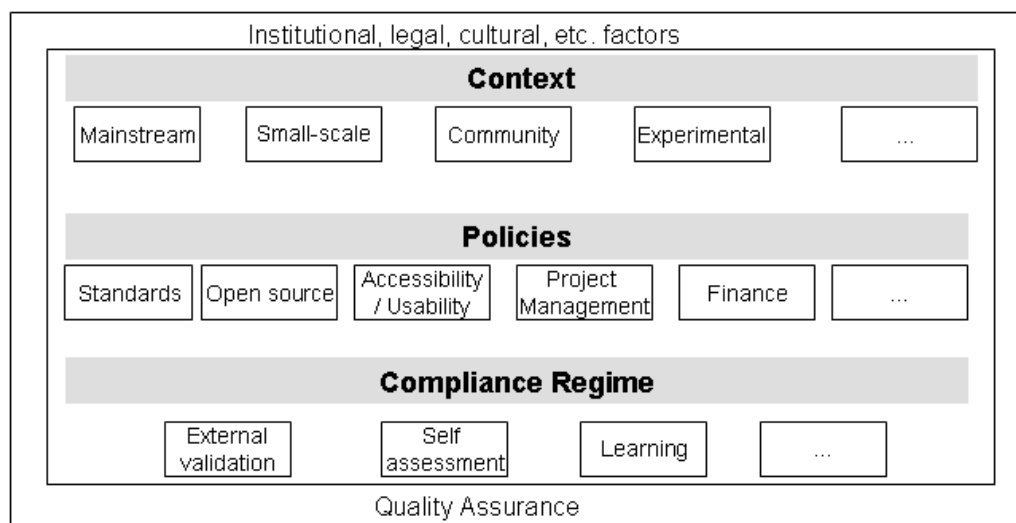 Institutional, legal, cultural, etc. factors
Context
Mainstream
Small-scale
Community
Experimental
...
Policies
Standards
Open source
Accessibility
/ Usability
Project
Management
Finance
...
Compliance Regime
External
validation
Self
assessment
Learning
...
Quality Assurance